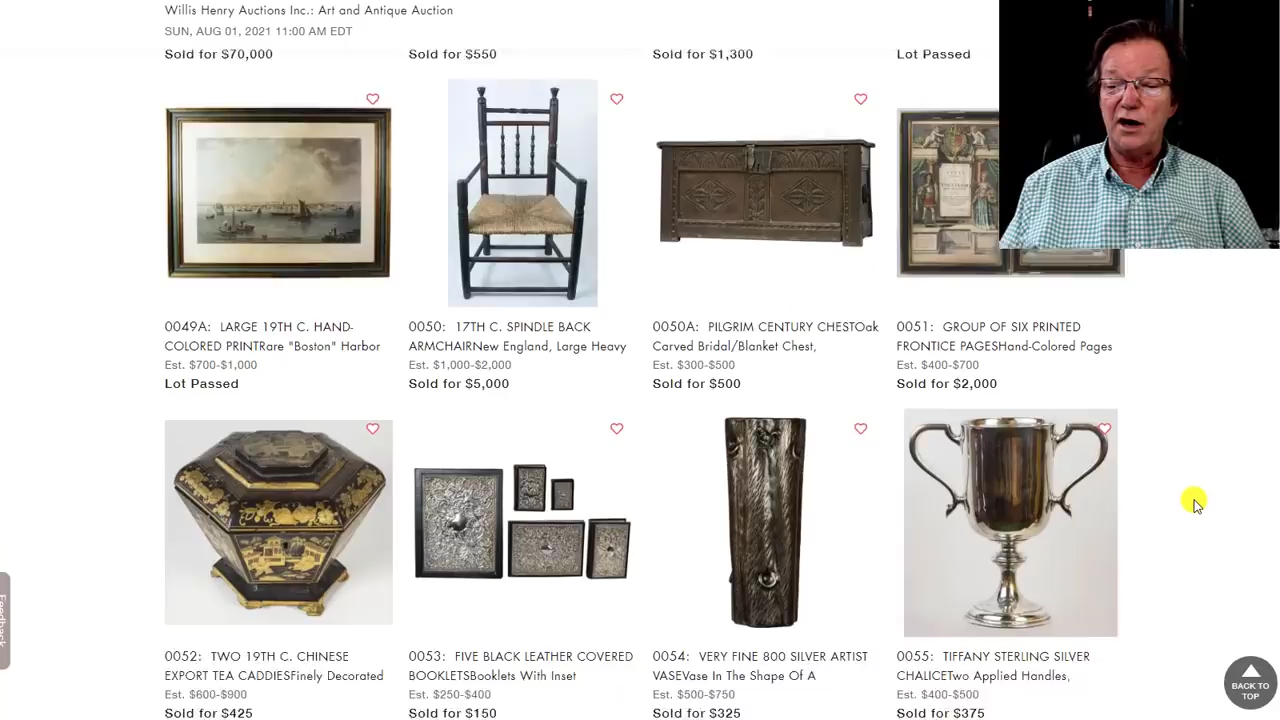 Willis Henry Auctions Inc.: Art and Antique Auction
SUN, AUG 01, 2021 11:00 AM EDT
Sold for $70,000
Sold for $550
Sold for $1,300
Lot Passed
0049A: LARGE 19TH C. HAND-
COLORED PRINTRare "Boston" Harbor
Est. $700-$1,000
Lot Passed
0050: 17TH C. SPINDLE BACK
ARMCHAIRNew England, Large Heavy
Est. $1,000-$2,000
Sold for $5,000
0050A: PILGRIM CENTURY CHESTOak
Carved Bridal/Blanket Chest,
Est. $300-$500
Sold for $500
0051: GROUP OF SIX PRINTED
FRONTICE PAGESHand-Colored Pages
Est. $400-$700
Sold for $2,000
0052: TWO 19TH C. CHINESE
EXPORT TEA CADDIESFinely Decorated
Est. $600-$900
Sold for $425
0053: FIVE BLACK LEATHER COVERED
BOOKLETSBooklets With Inset
Est. $250-$400
Sold for $150
0054: VERY FINE 800 SILVER ARTIST
VASEVase In The Shape Of A
Est. $500-$750
Sold for $325
0055: TIFFANY STERLING SILVER
CHALICETwo Applied Handles,
Est. $400-$500
Sold for $375
Feedback
BACK TO
TOP